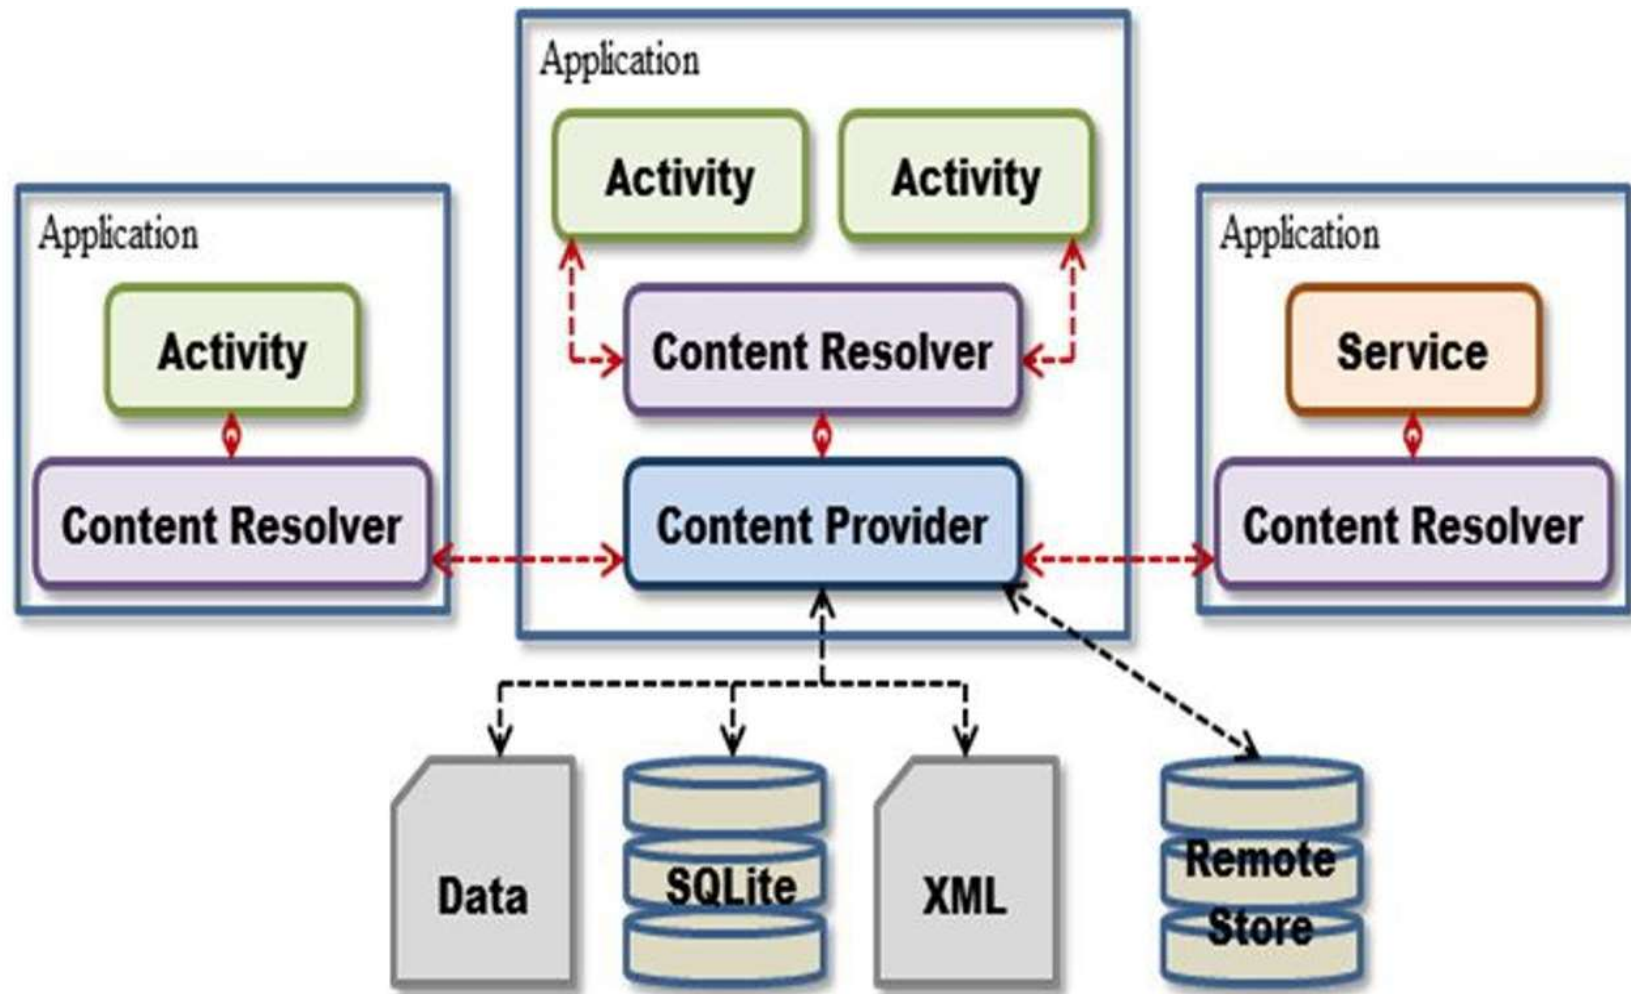 Application
Activity
Activity
Application
Application
Content Resolver
Activity
Service
Content Resolver
Content Provider
Content Resolver
Data
SQLite
XML
Remote
Store